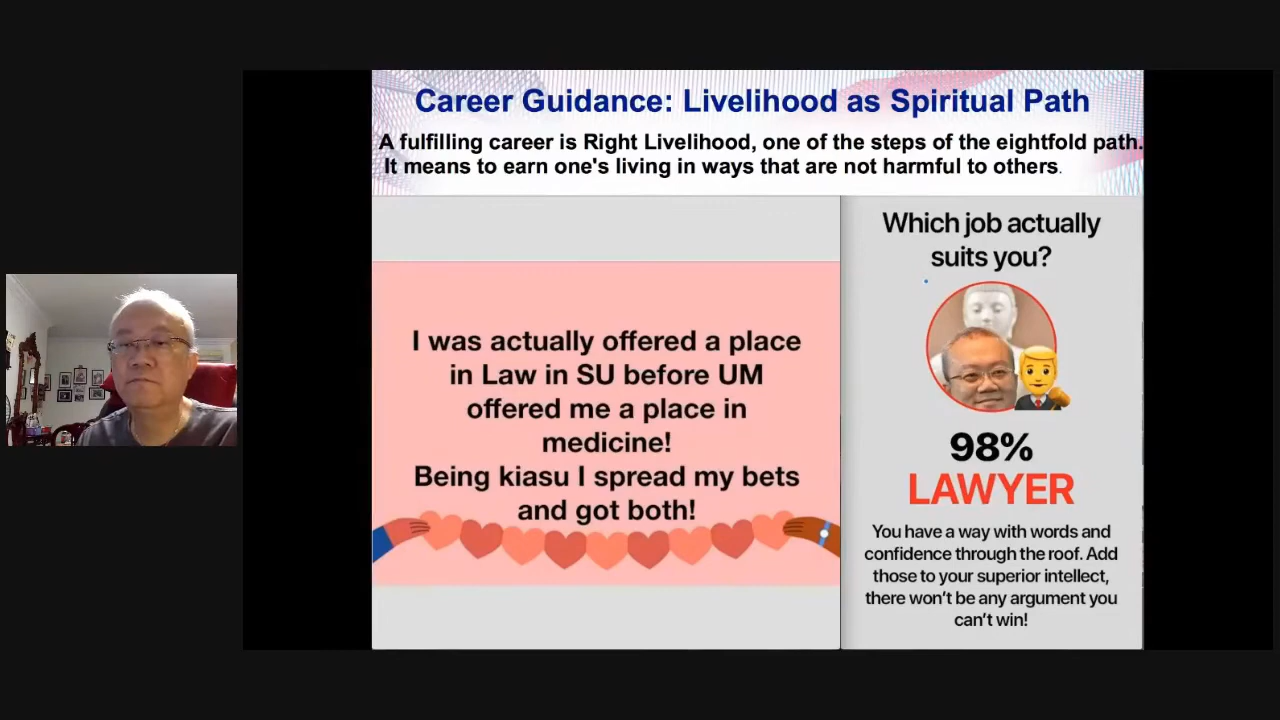 Career Guidance: Livelihood as Spiritual Path
A fulfilling career is Right Livelihood, one of the steps of the eightfold path.
It means to earn one's living in ways that are not harmful to others.
I was actually offered a place
in Law in SU before UM
offered me a place in
medicine!
Being kiasu I spread my bets
and got both!
Which job actually
suits you?
98%
LAWYER
You have a way with words and
confidence through the roof. Add
those to your superior intellect,
there won't be any argument you
can't win!